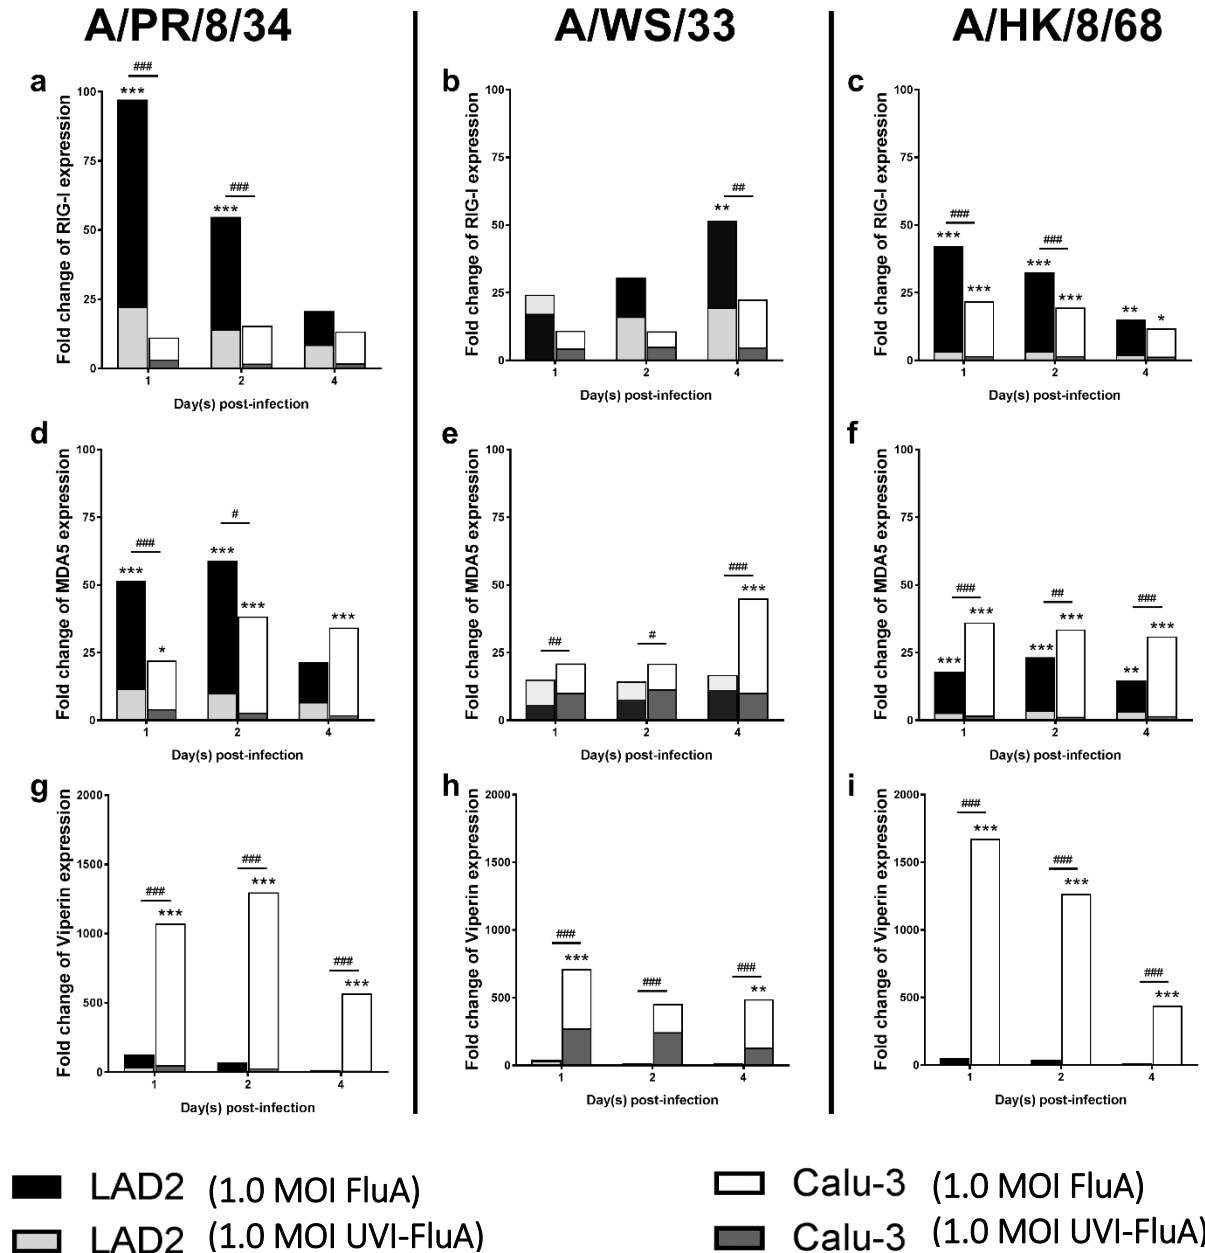 A/PR/8/34 A/WS/33 A/HK/8/68
a
Fold change of RIG-I expression
100
75
50
25
0
###
***
###
***
1 2 4
Day(s) post-infection
b
Fold change of RIG-I expression
100
75
50
25
0
##
**
1 2 4
Day(s) post-infection
c
Fold change of RIG-I expression
100
75
50
25
0
###
***
***
###
***
***
**
*
1 2 4
Day(s) post-infection
d
Fold change of MDA5 expression
100
75
50
25
0
###
***
*
#
***
***
***
1 2 4
Day(s) post-infection
e
Fold change of MDA5 expression
100
75
50
25
0
##
#
###
***
1 2 4
Day(s) post-infection
f
Fold change of MDA5 expression
100
75
50
25
0
###
***
***
##
***
***
###
***
**
1 2 4
Day(s) post-infection
g
Fold change of Viperin expression
2000
1500
1000
500
0
###
***
###
***
###
***
1 2 4
Day(s) post-infection
h
Fold change of Viperin expression
2000
1500
1000
500
0
###
***
###
###
**
1 2 4
Day(s) post-infection
i
Fold change of Viperin expression
2000
1500
1000
500
0
###
***
###
***
###
***
1 2 4
Day(s) post-infection
LAD2 (1.0 MOI FluA)
LAD2 (1.0 MOI UVI-FluA)
Calu-3 (1.0 MOI FluA)
Calu-3 (1.0 MOI UVI-FluA)